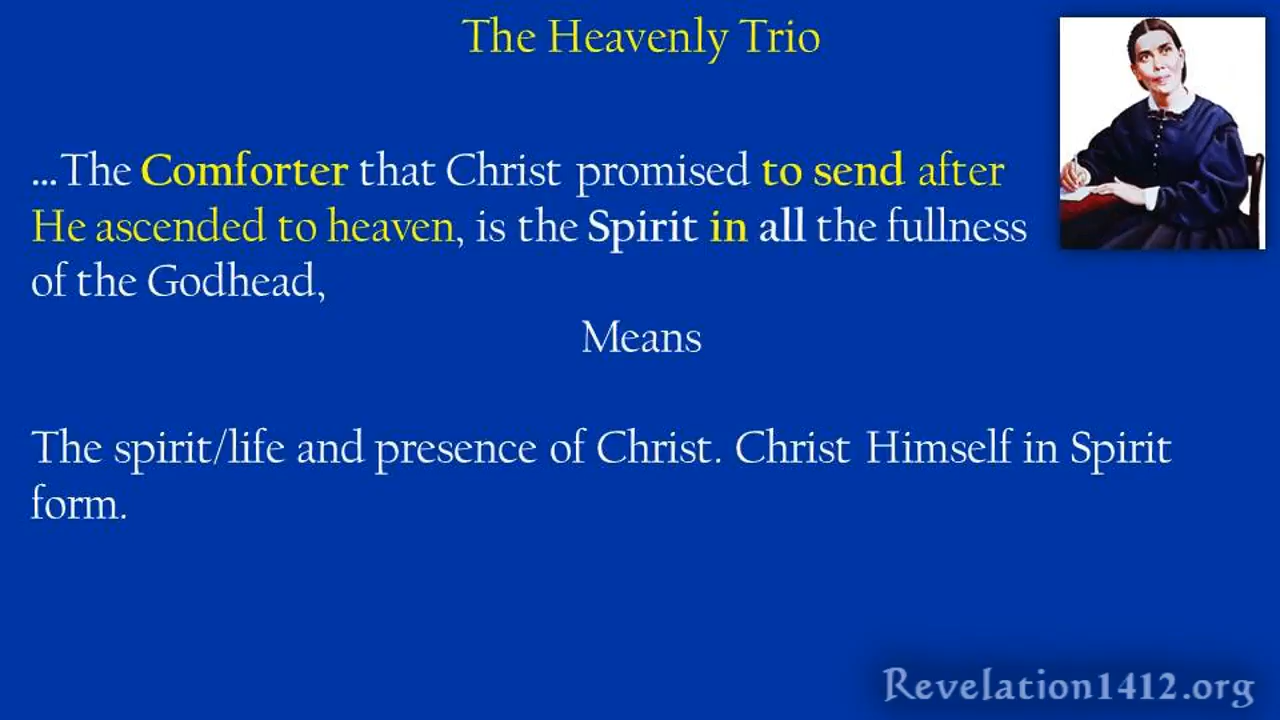 The Heavenly Trio
...The Comforter that Christ promised to send after
He ascended to heaven, is the Spirit in all the fullness
of the Godhead,
Means
The spirit/life and presence of Christ. Christ Himself in Spirit
form.
Revelation1412.org